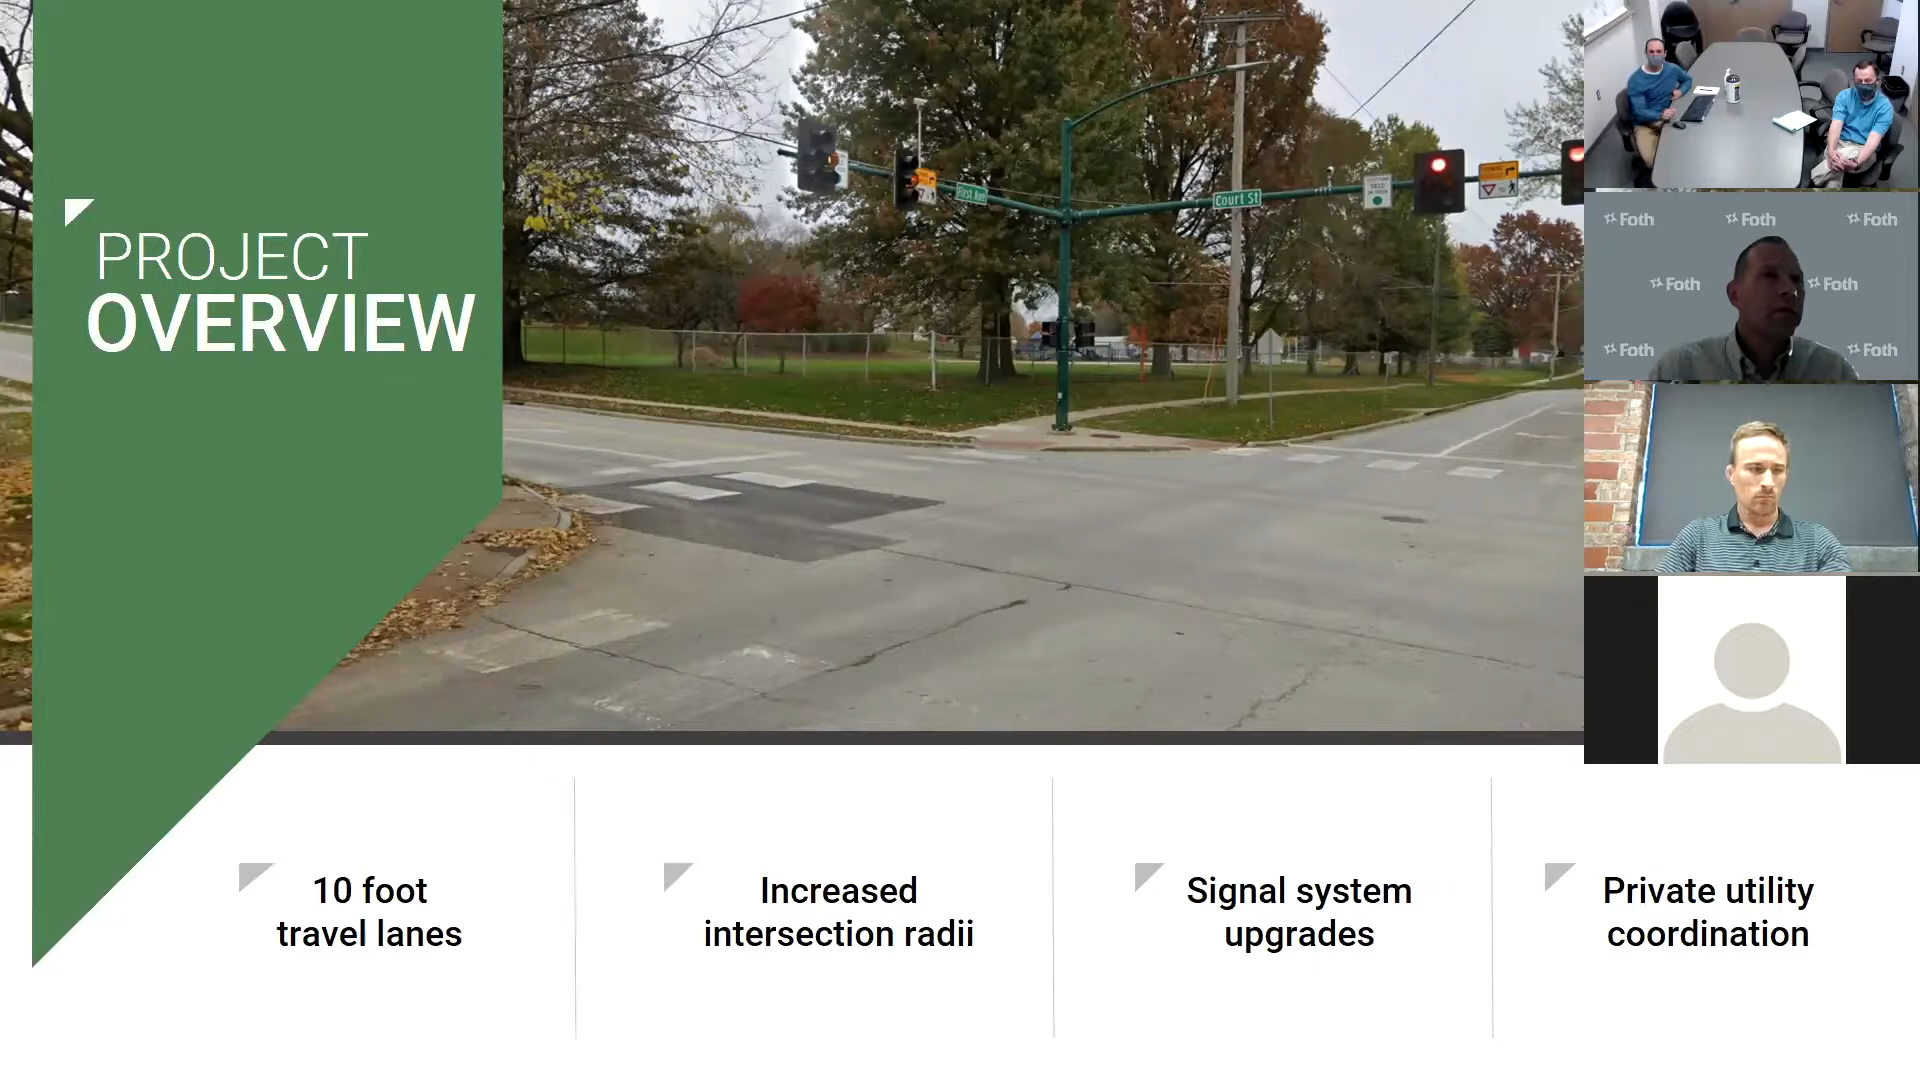 PROJECT
OVERVIEW
First Ave
Court St
10 foot
travel lanes
Increased
intersection radii
Signal system
upgrades
Private utility
coordination
Foth
Foth
Foth
Foth
Foth
Foth
Foth